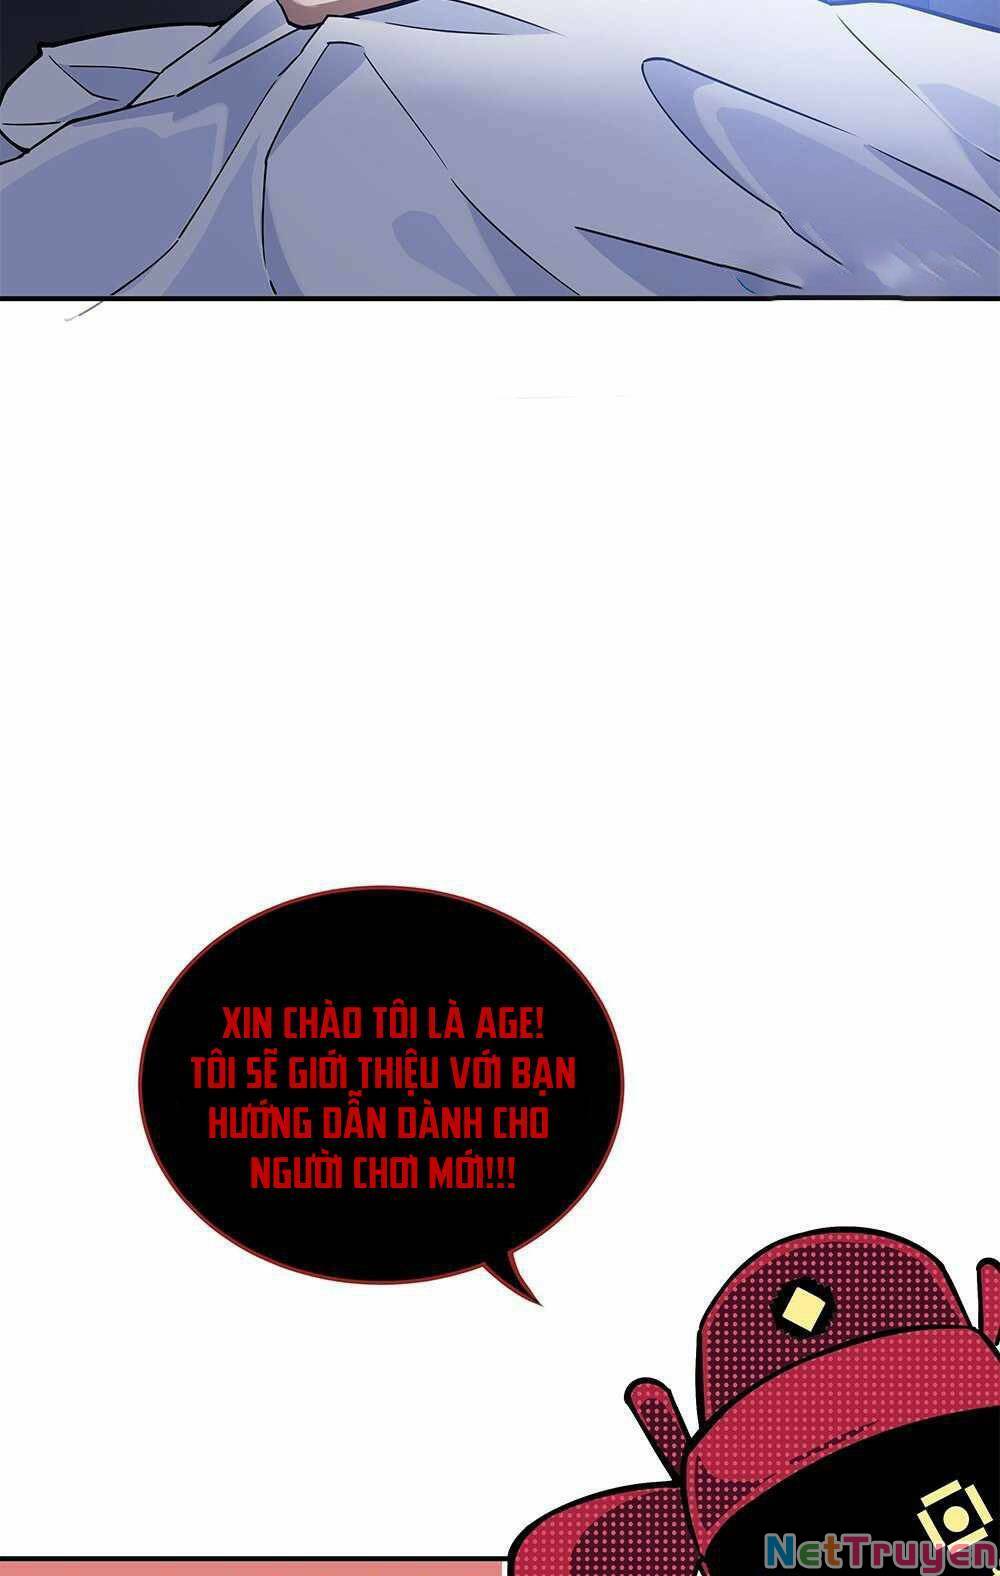 XIN CHÀO TÔI LÀ AGE!
TÔI SẼ GIỚI THIỆU VỚI BẠN
HƯỚNG DẪN DÀNH CHO
NGƯỜI CHƠI MỚI!!!
NetTruyen